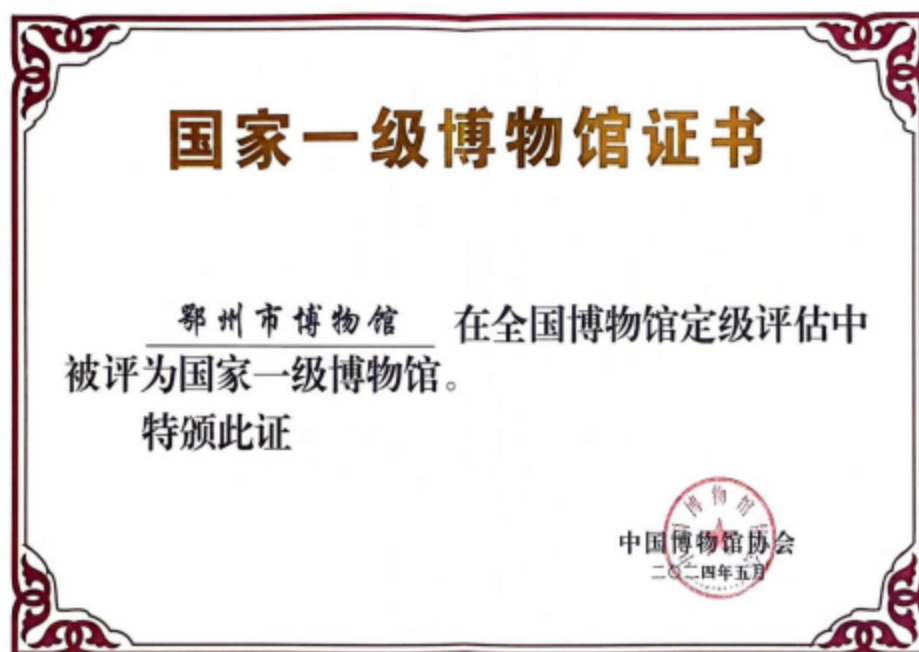 国家一级博物馆证书
鄂州市博物馆 在全国博物馆定级评估中
被评为国家一级博物馆。
特颁此证
中国博物馆协会
二〇二四年五月